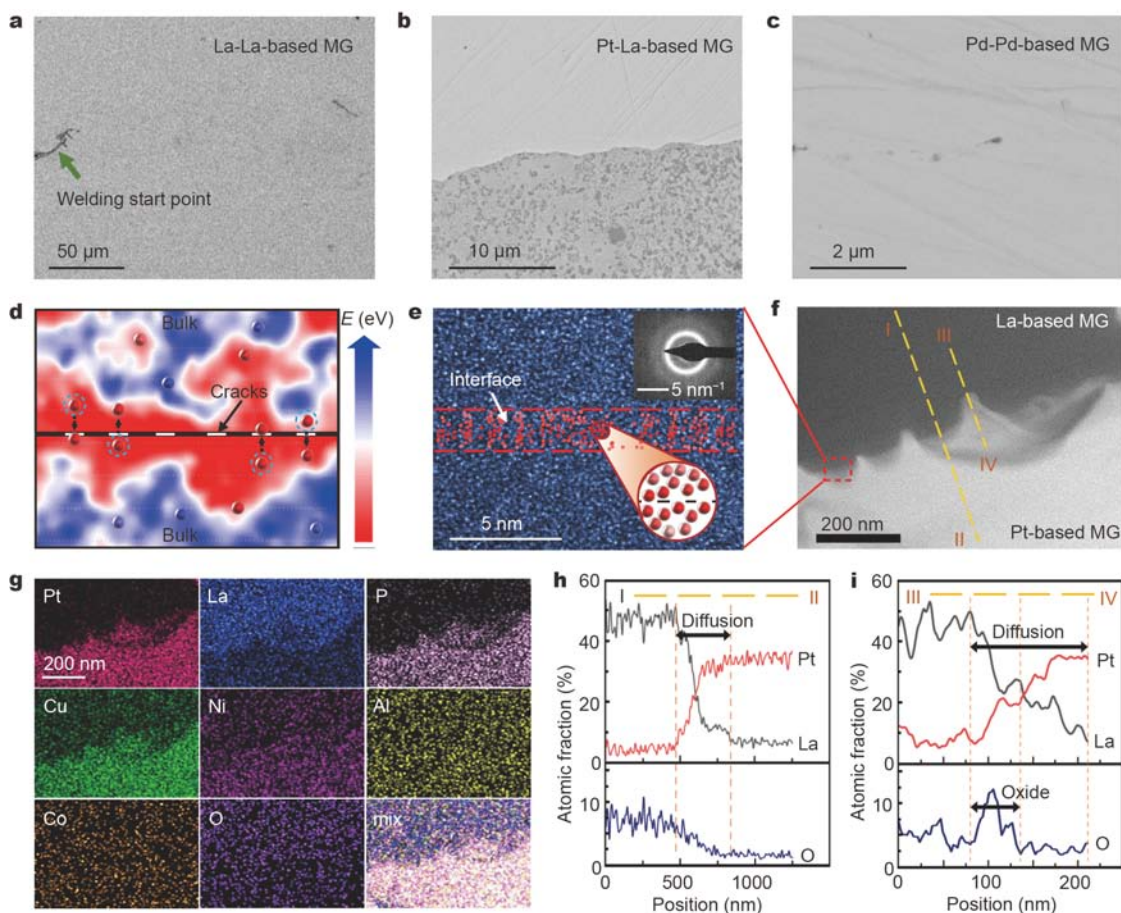 a
La-La-based MG
Welding start point
50 μm
b
Pt-La-based MG
10 μm
c
Pd-Pd-based MG
2 μm
d
Bulk
Cracks
Bulk
E (eV)
e
Interface
5 nm⁻¹
5 nm
f
La-based MG
I
III
IV
II
200 nm
Pt-based MG
g
Pt
200 nm
La
P
Cu
Ni
Al
Co
O
mix
h
60
40
20
0
10
0
Atomic fraction (%)
I
II
Diffusion
Pt
La
O
0
500
1000
Position (nm)
i
60
40
20
0
10
0
Atomic fraction (%)
III
IV
Diffusion
Pt
La
Oxide
O
0
100
200
Position (nm)